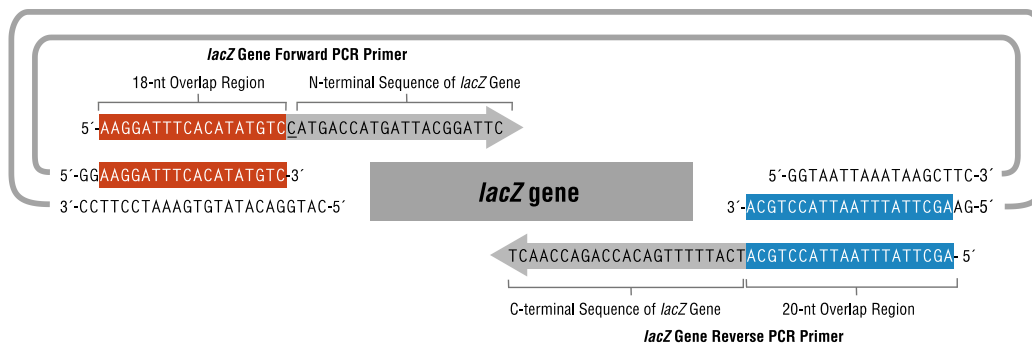 lacZ Gene Forward PCR Primer
18-nt Overlap Region N-terminal Sequence of lacZ Gene
5´-AAGGATTTCACATATGTCCATGACCATGATTACGGATTC
5´-GGAAGGATTTCACATATGTC-3´
3´-CCTTCCTAAAGTGTATACAGGTAC-5´
lacZ gene
5´-GGTAATTAAATAAGCTTC-3´
3´-ACGTCCATTAATTTATTCGAAG-5´
TCAACCAGACCACAGTTTTTACTACGTCCATTAATTTATTCGA-5´
C-terminal Sequence of lacZ Gene 20-nt Overlap Region
lacZ Gene Reverse PCR Primer